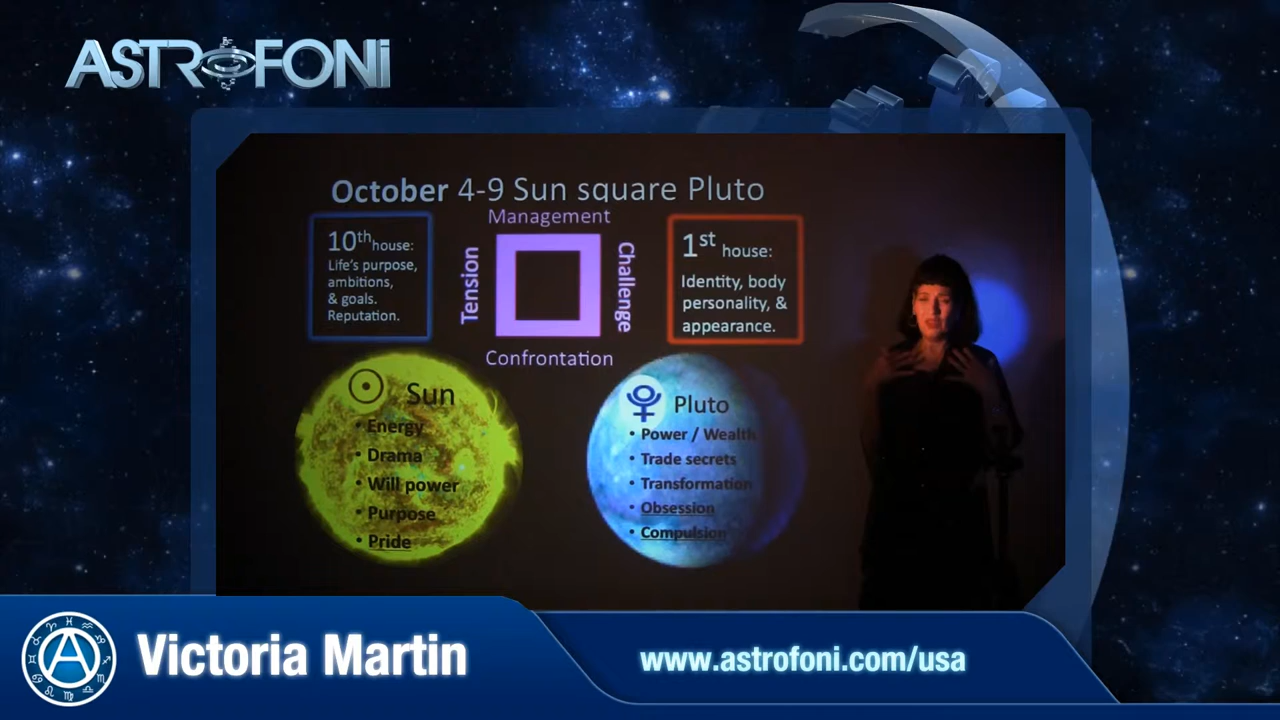 ASTROFONi
October 4-9 Sun square Pluto
Management
10th house:
Life's purpose,
ambitions,
& goals.
Reputation.
Tension
Challenge
Confrontation
1st house:
Identity, body
personality, &
appearance.
Sun
• Energy
• Drama
• Will power
• Purpose
• Pride
Pluto
• Power / Wealth
• Trade secrets
• Transformation
• Obsession
• Compulsion
Victoria Martin
www.astrofoni.com/usa